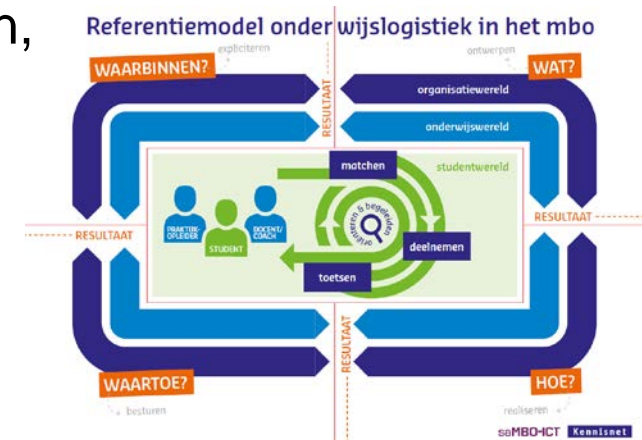 n,
Referentiemodel onderwijslogistiek in het mbo
expliciteren
ontwerpen
WAARBINNEN?
WAT?
RESULTAAT
organisatiewereld
onderwijswereld
matchen
studentwereld
PRAKTIJK-
OPLEIDER
STUDENT
DOCENT/
COACH
oriënteren & begeleiden
RESULTAAT
RESULTAAT
deelnemen
toetsen
RESULTAAT
WAARTOE?
HOE?
besturen
realiseren
saMBO-ICT Kennisnet